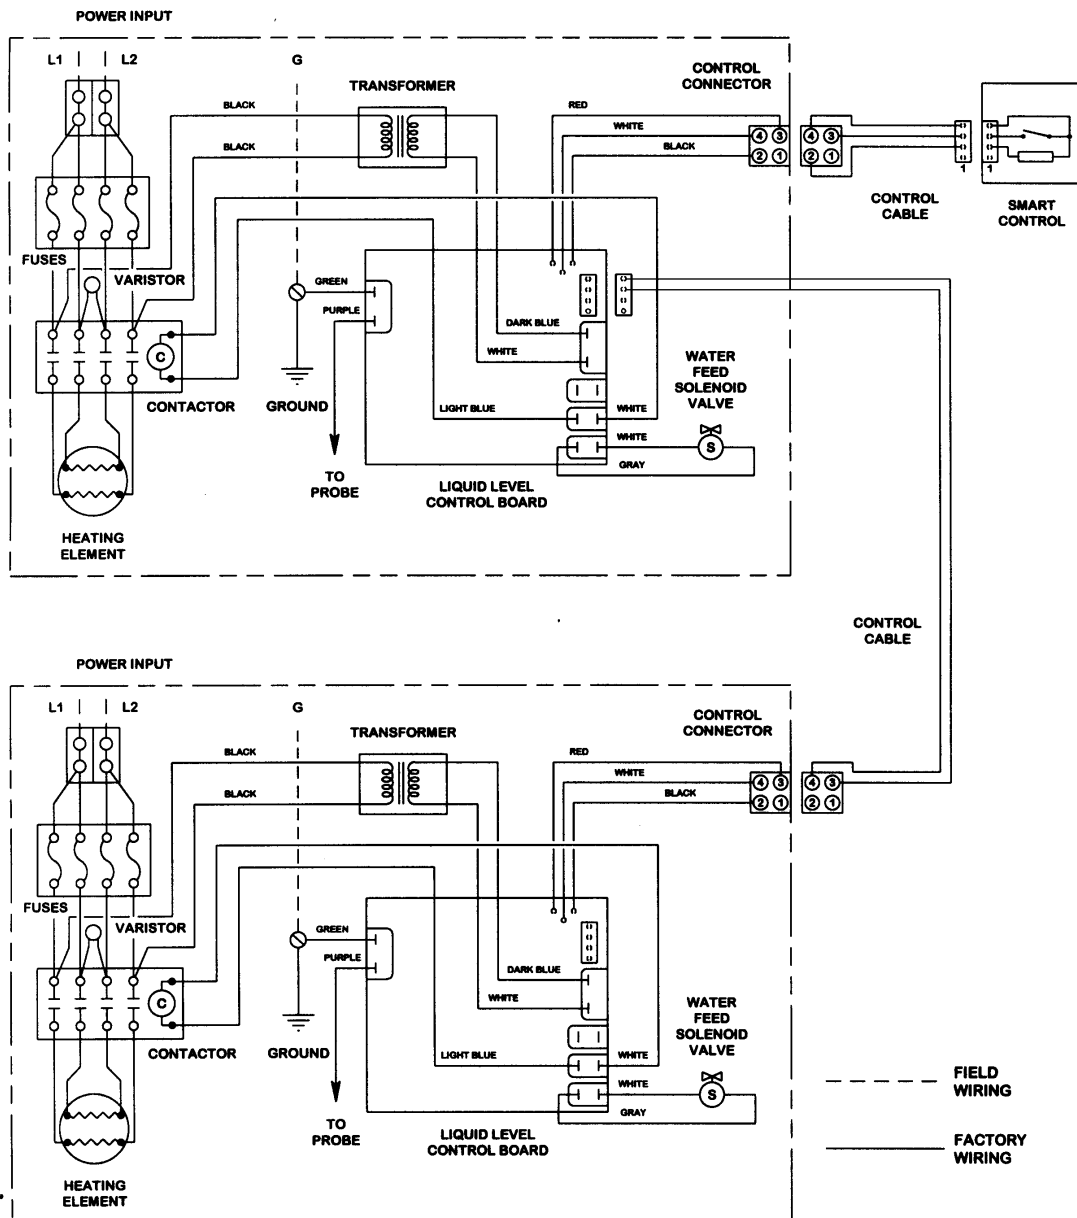 POWER INPUT
L1
L2
G
TRANSFORMER
CONTROL
CONNECTOR
BLACK
RED
WHITE
BLACK
BLACK
4 3
2 1
4 3
2 1
1
1
CONTROL
CABLE
SMART
CONTROL
FUSES
VARISTOR
GREEN
PURPLE
DARK BLUE
WHITE
C
CONTACTOR
GROUND
LIGHT BLUE
WHITE
WATER
FEED
SOLENOID
VALVE
WHITE
S
GRAY
TO
PROBE
LIQUID LEVEL
CONTROL BOARD
HEATING
ELEMENT
CONTROL
CABLE
POWER INPUT
L1
L2
G
TRANSFORMER
CONTROL
CONNECTOR
BLACK
RED
WHITE
BLACK
BLACK
4 3
2 1
4 3
2 1
FUSES
VARISTOR
GREEN
PURPLE
DARK BLUE
WHITE
C
CONTACTOR
GROUND
LIGHT BLUE
WHITE
WATER
FEED
SOLENOID
VALVE
WHITE
S
GRAY
TO
PROBE
LIQUID LEVEL
CONTROL BOARD
HEATING
ELEMENT
FIELD
WIRING
FACTORY
WIRING